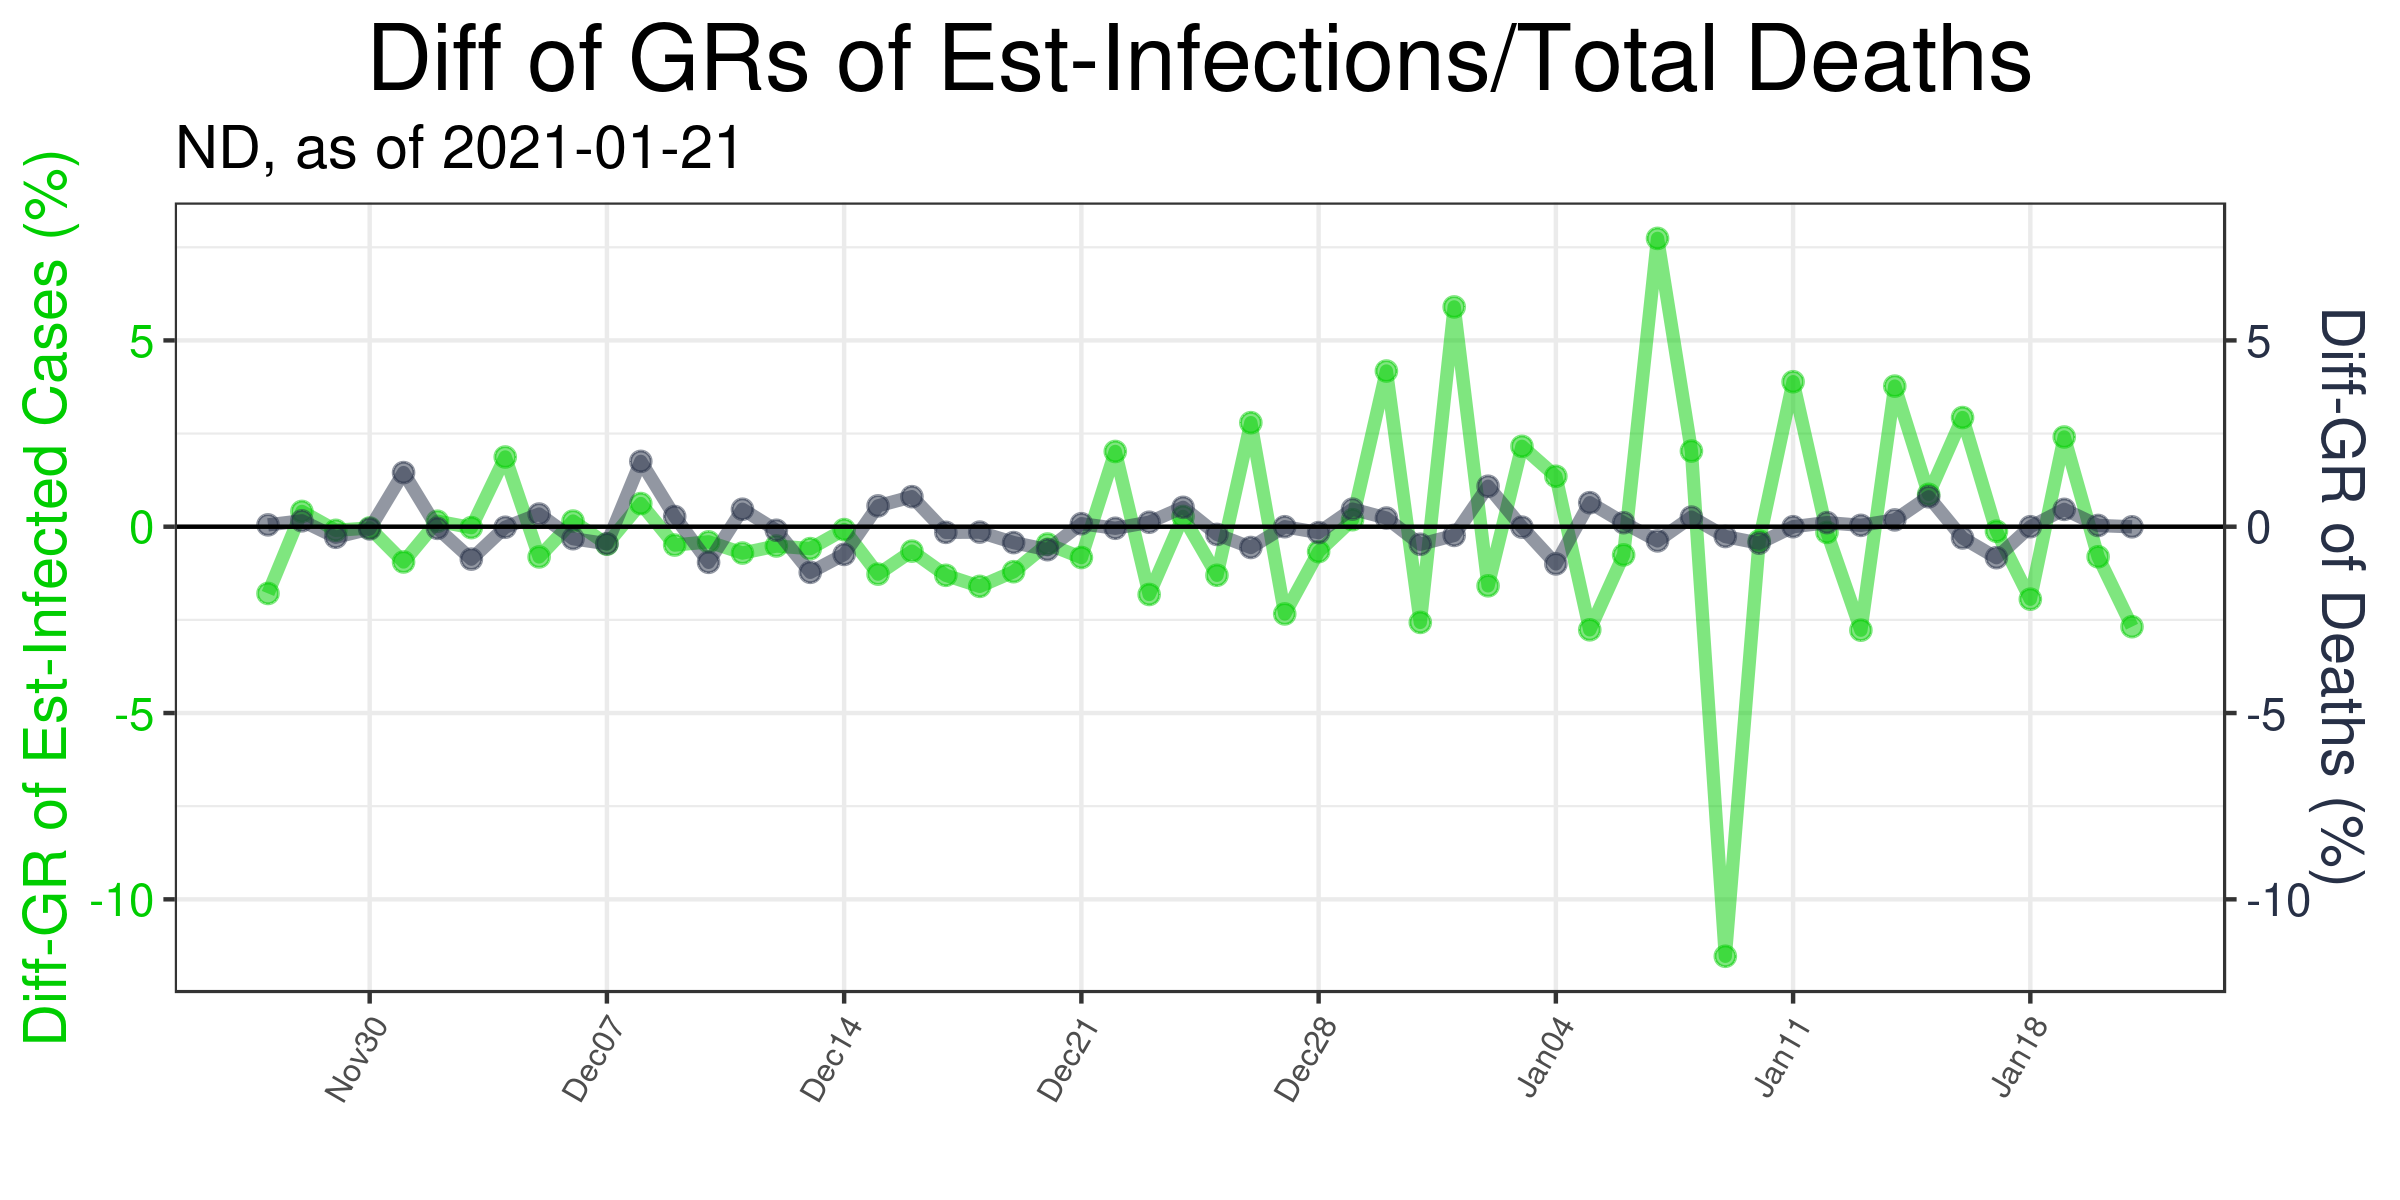 Diff of GRs of Est-Infections/Total Deaths
ND, as of 2021-01-21
Diff-GR of Est-Infected Cases (%)
5
0
-5
-10
5
0
-5
-10
Diff-GR of Deaths (%)
Nov30
Dec07
Dec14
Dec21
Dec28
Jan04
Jan11
Jan18